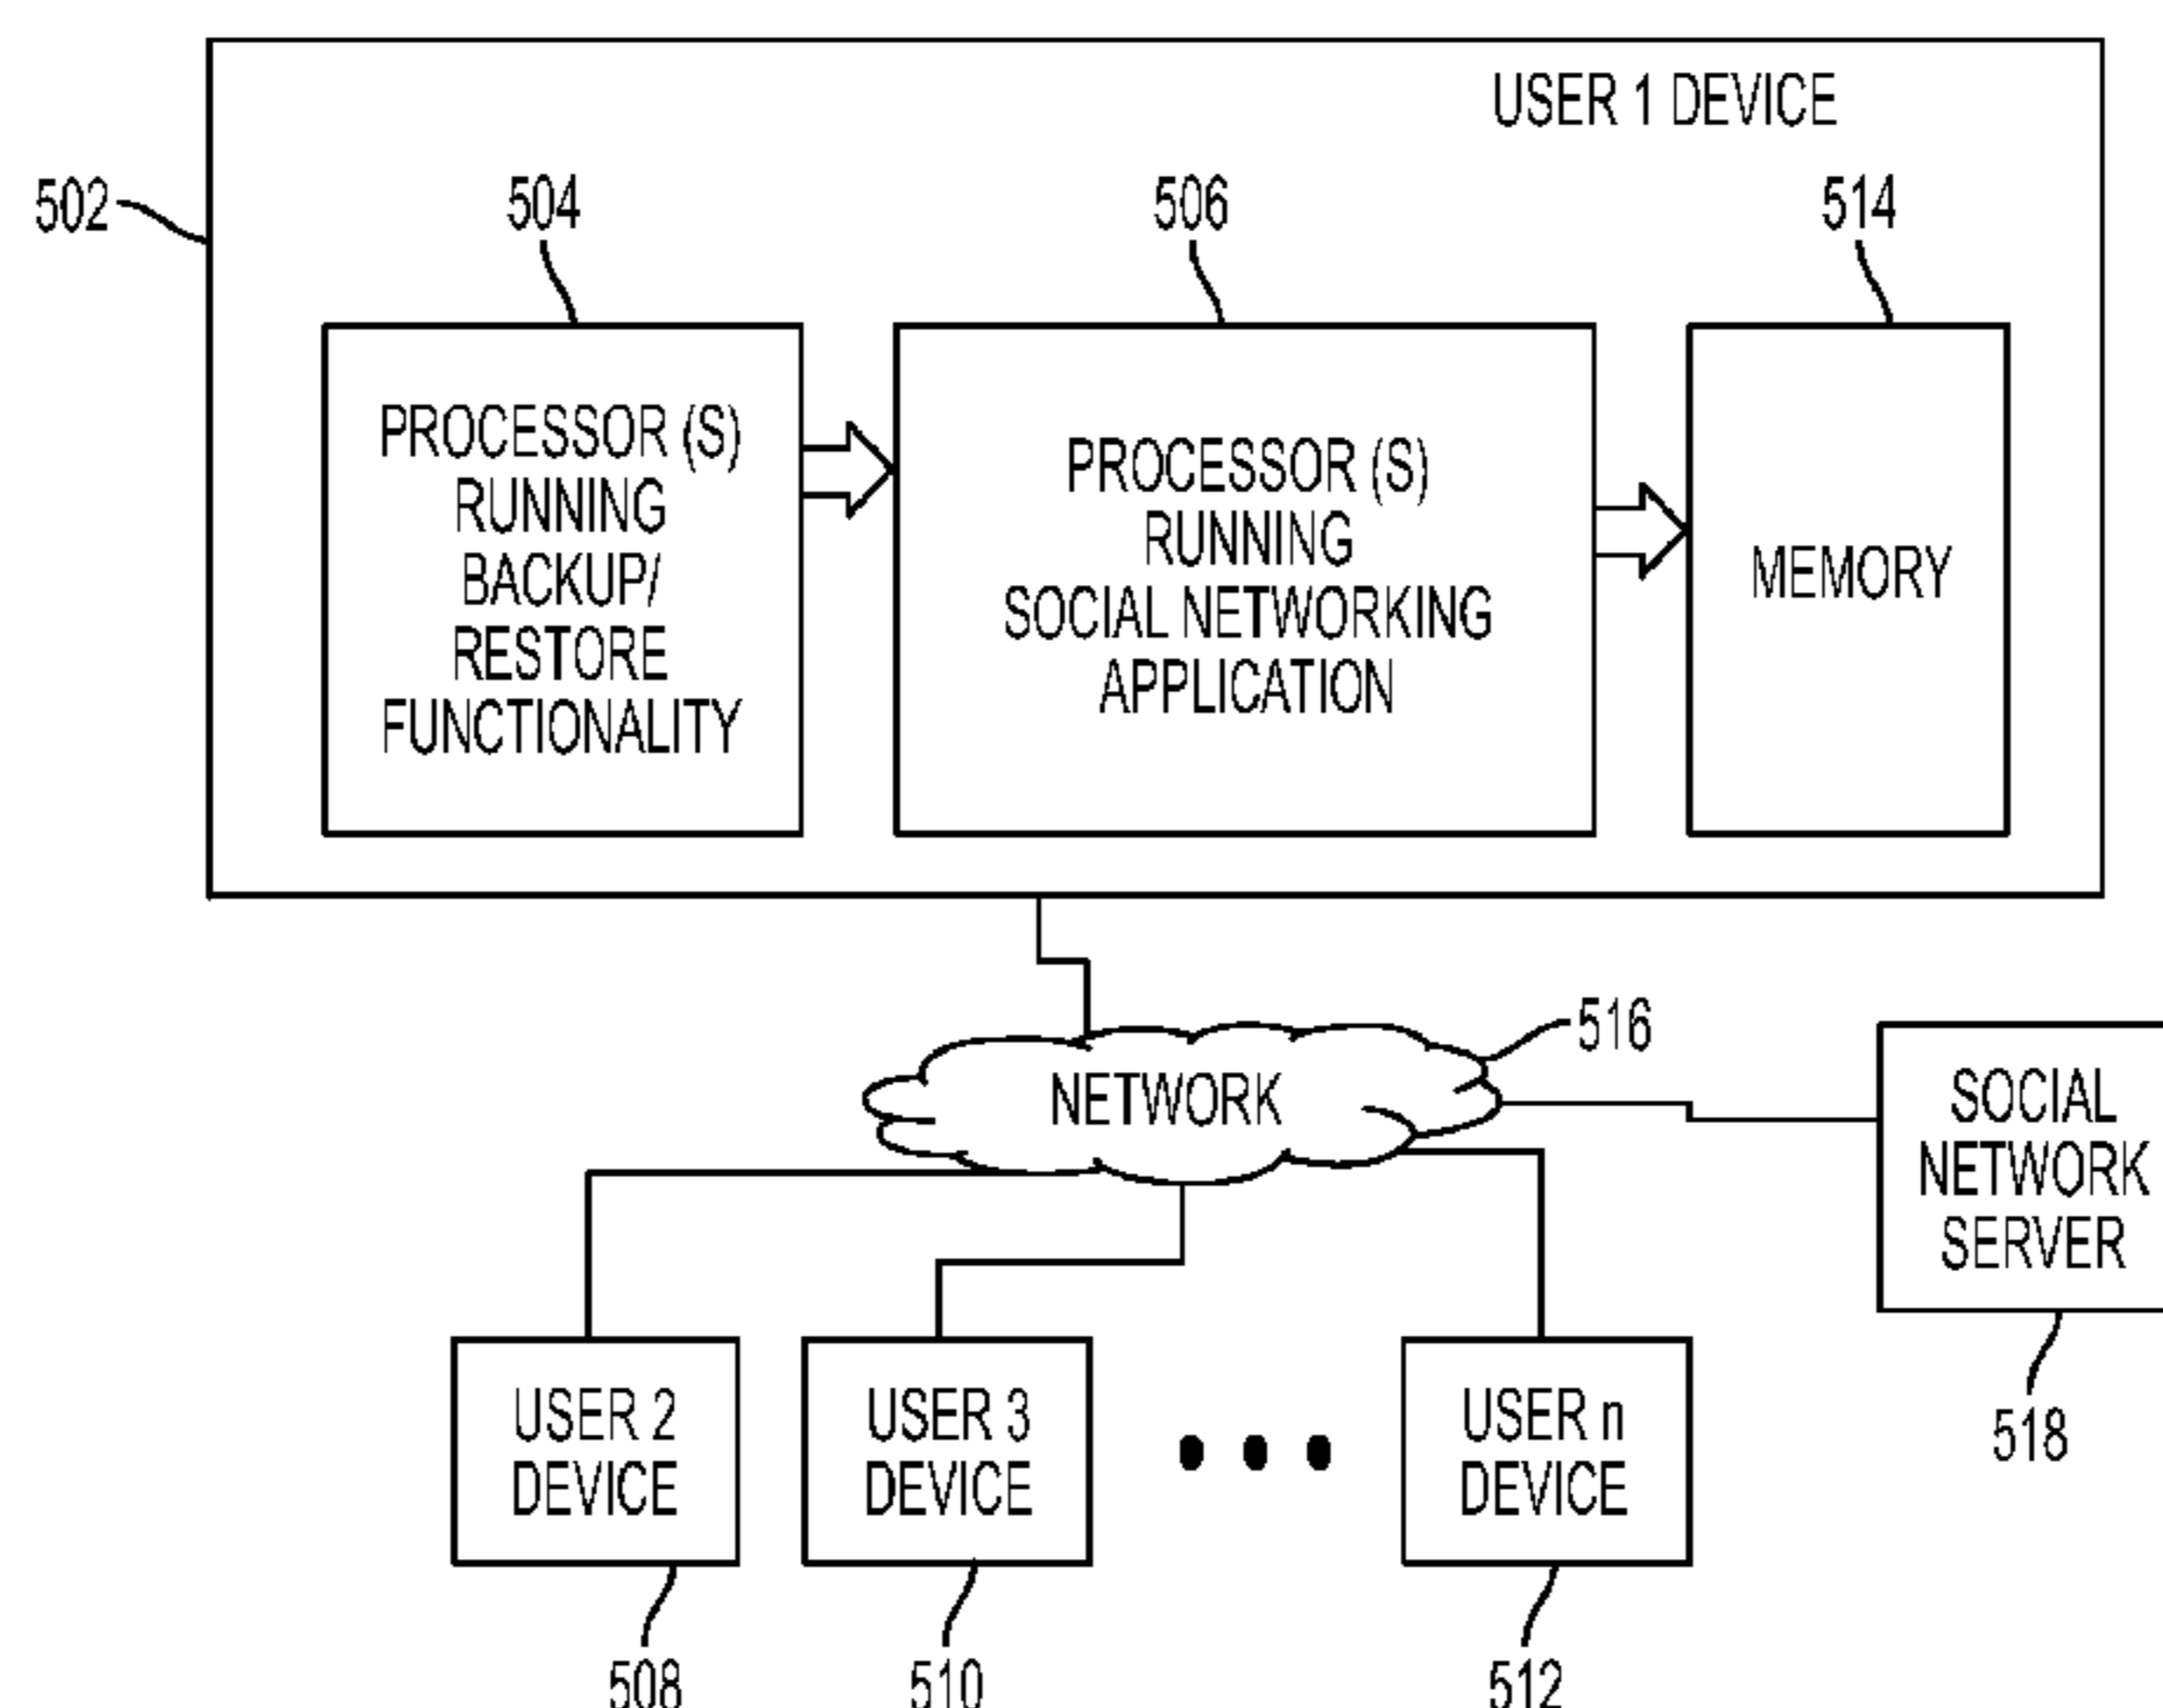 USER 1 DEVICE
502
504
506
514
PROCESSOR (S)
RUNNING
BACKUP/
RESTORE
FUNCTIONALITY
PROCESSOR (S)
RUNNING
SOCIAL NETWORKING
APPLICATION
MEMORY
516
NETWORK
SOCIAL
NETWORK
SERVER
518
USER 2
DEVICE
USER 3
DEVICE
USER n
DEVICE
508
510
512